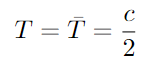 T = T̄ = c/2